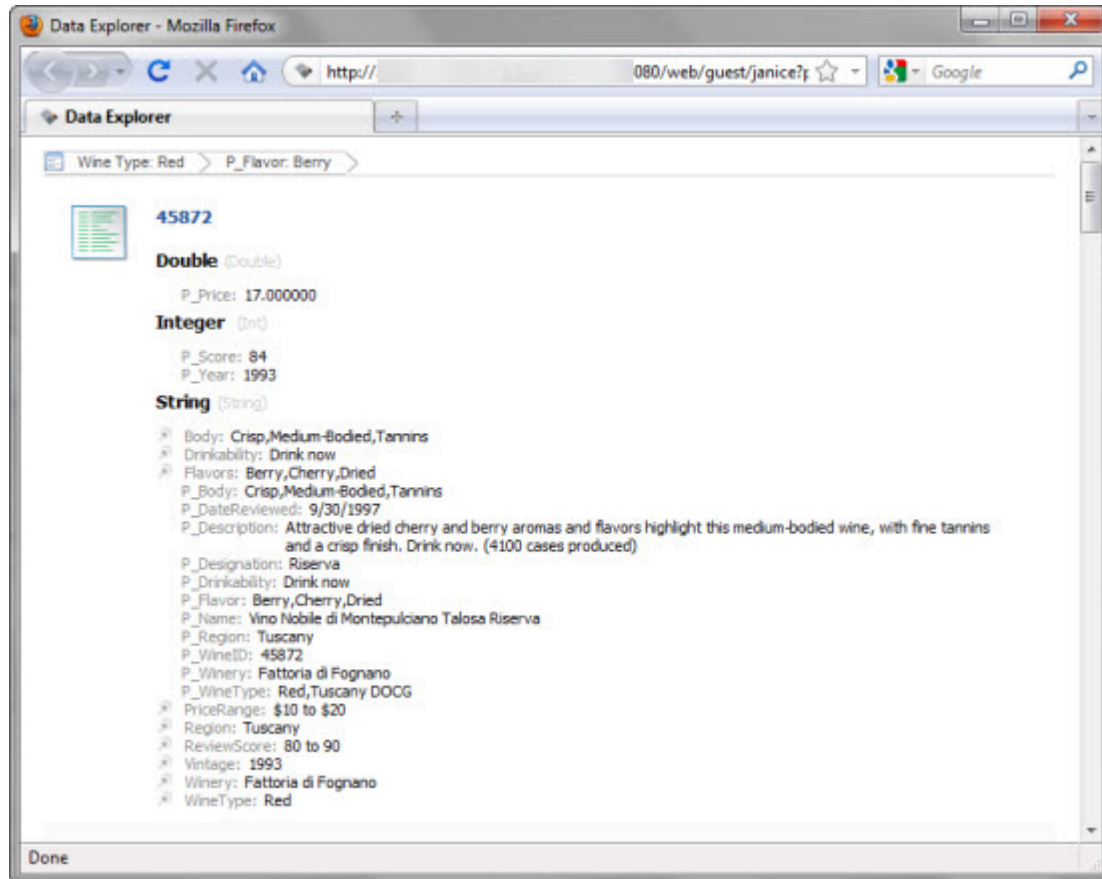 Data Explorer - Mozilla Firefox
http:// 080/web/guest/janice?p Google
Data Explorer
Wine Type: Red P_Flavor: Berry
45872
Double (Double)
P_Price: 17.000000
Integer (Int)
P_Score: 84
P_Year: 1993
String (String)
Body: Crisp,Medium-Bodied,Tannins
Drinkability: Drink now
Flavors: Berry,Cherry,Dried
P_Body: Crisp,Medium-Bodied,Tannins
P_DateReviewed: 9/30/1997
P_Description: Attractive dried cherry and berry aromas and flavors highlight this medium-bodied wine, with fine tannins
and a crisp finish. Drink now. (4100 cases produced)
P_Designation: Riserva
P_Drinkability: Drink now
P_Flavor: Berry,Cherry,Dried
P_Name: Vino Nobile di Montepulciano Talosa Riserva
P_Region: Tuscany
P_WineID: 45872
P_Winery: Fattoria di Fognano
P_WineType: Red,Tuscany DOCG
PriceRange: $10 to $20
Region: Tuscany
ReviewScore: 80 to 90
Vintage: 1993
Winery: Fattoria di Fognano
WineType: Red
Done